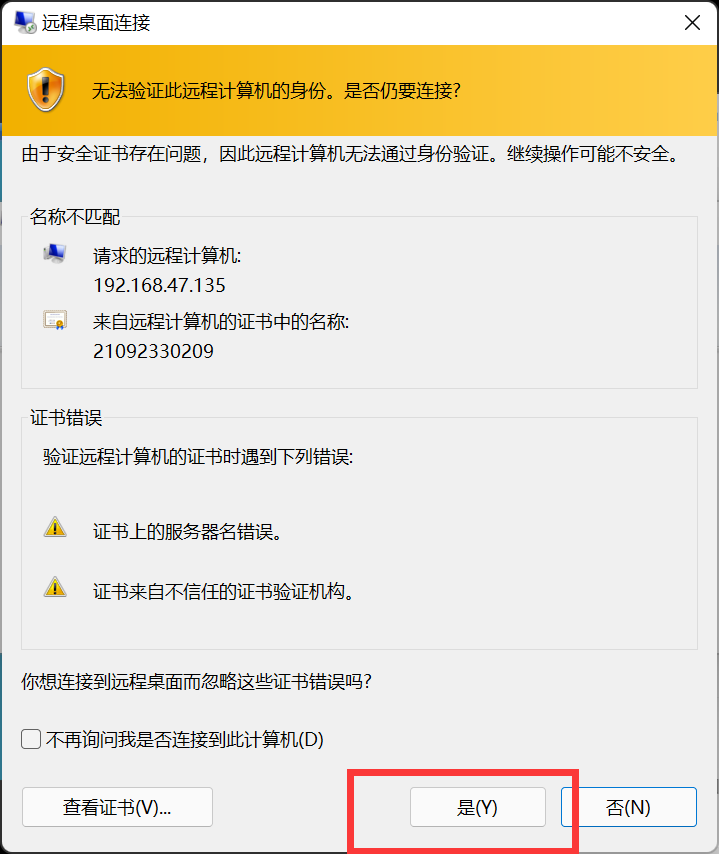 远程桌面连接
无法验证此远程计算机的身份。是否仍要连接?
由于安全证书存在问题，因此远程计算机无法通过身份验证。继续操作可能不安全。
名称不匹配
请求的远程计算机:
192.168.47.135
来自远程计算机的证书中的名称:
21092330209
证书错误
验证远程计算机的证书时遇到下列错误:
证书上的服务器名错误。
证书来自不信任的证书验证机构。
你想连接到远程桌面而忽略这些证书错误吗?
不再询问我是否连接到此计算机(D)
查看证书(V)... 是(Y) 否(N)